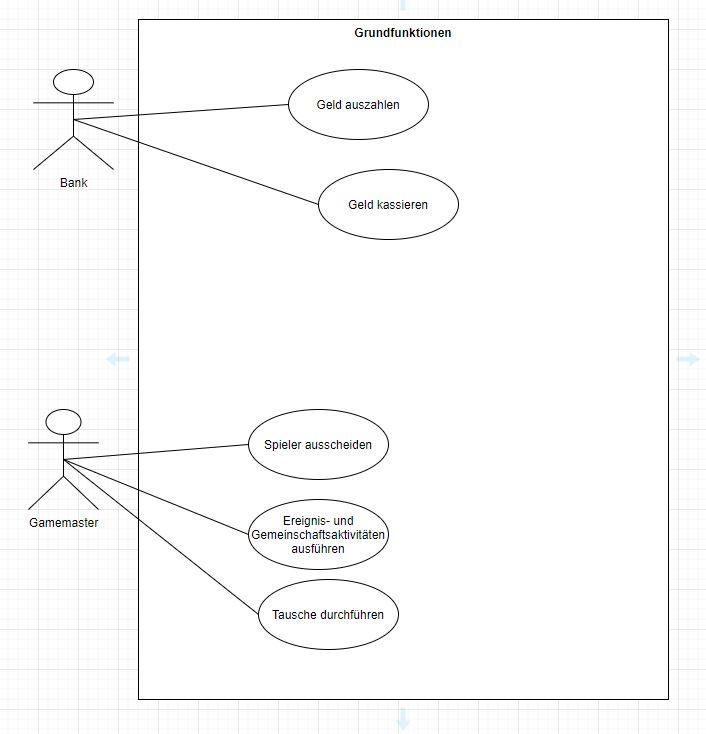 Grundfunktionen
Geld auszahlen
Bank
Geld kassieren
Spieler ausscheiden
Gamemaster
Ereignis- und
Gemeinschaftsaktivitäten
ausführen
Tausche durchführen